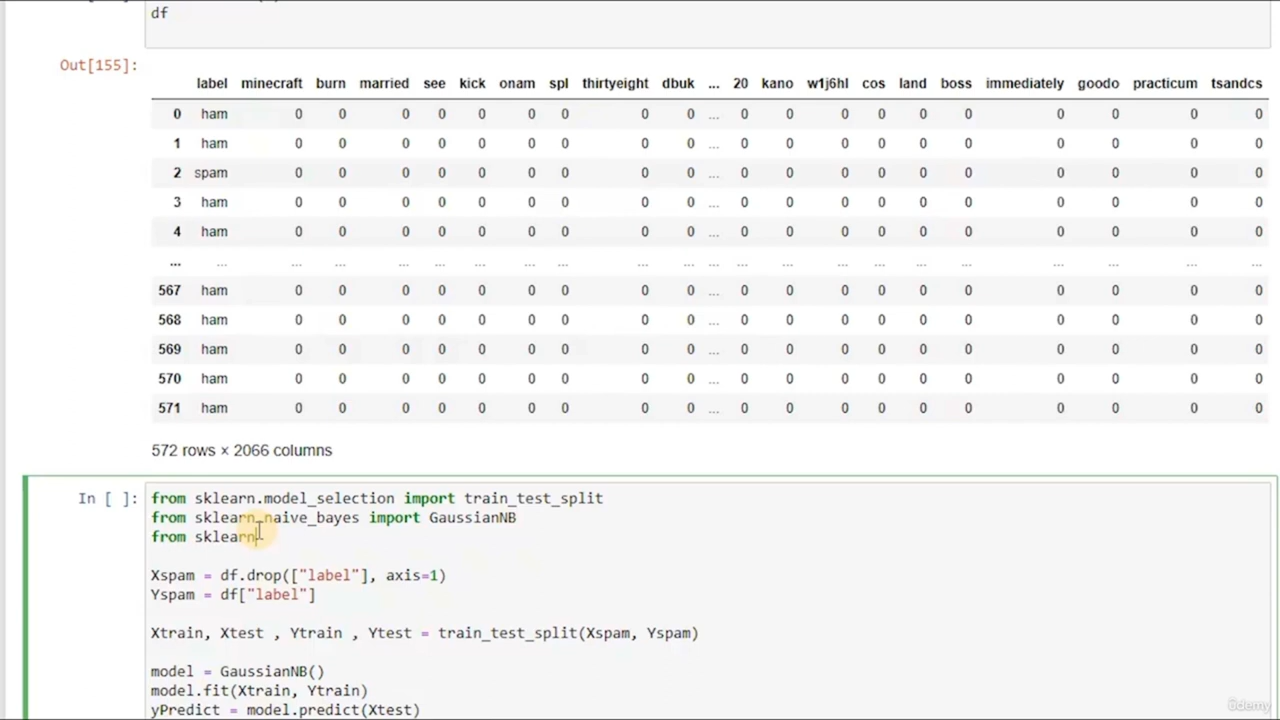 df
Out[155]:
label minecraft burn married see kick onam spl thirtyeight dbuk ... 20 kano w1j6hl cos land boss immediately goodo practicum tsandcs
0 ham 0 0 0 0 0 0 0 0 0 ... 0 0 0 0 0 0 0 0 0 0
1 ham 0 0 0 0 0 0 0 0 0 ... 0 0 0 0 0 0 0 0 0 0
2 spam 0 0 0 0 0 0 0 0 0 ... 0 0 0 0 0 0 0 0 0 0
3 ham 0 0 0 0 0 0 0 0 0 ... 0 0 0 0 0 0 0 0 0 0
4 ham 0 0 0 0 0 0 0 0 0 ... 0 0 0 0 0 0 0 0 0 0
... ... ... ... ... ... ... ... ... ... ... ... ... ... ... ... ... ... ... ... ... ...
567 ham 0 0 0 0 0 0 0 0 0 ... 0 0 0 0 0 0 0 0 0 0
568 ham 0 0 0 0 0 0 0 0 0 ... 0 0 0 0 0 0 0 0 0 0
569 ham 0 0 0 0 0 0 0 0 0 ... 0 0 0 0 0 0 0 0 0 0
570 ham 0 0 0 0 0 0 0 0 0 ... 0 0 0 0 0 0 0 0 0 0
571 ham 0 0 0 0 0 0 0 0 0 ... 0 0 0 0 0 0 0 0 0 0
572 rows × 2066 columns
In [ ]: from sklearn.model_selection import train_test_split
from sklearn.naive_bayes import GaussianNB
from sklearn
Xspam = df.drop(["label"], axis=1)
Yspam = df["label"]
Xtrain, Xtest , Ytrain , Ytest = train_test_split(Xspam, Yspam)
model = GaussianNB()
model.fit(Xtrain, Ytrain)
yPredict = model.predict(Xtest)
ûdemy